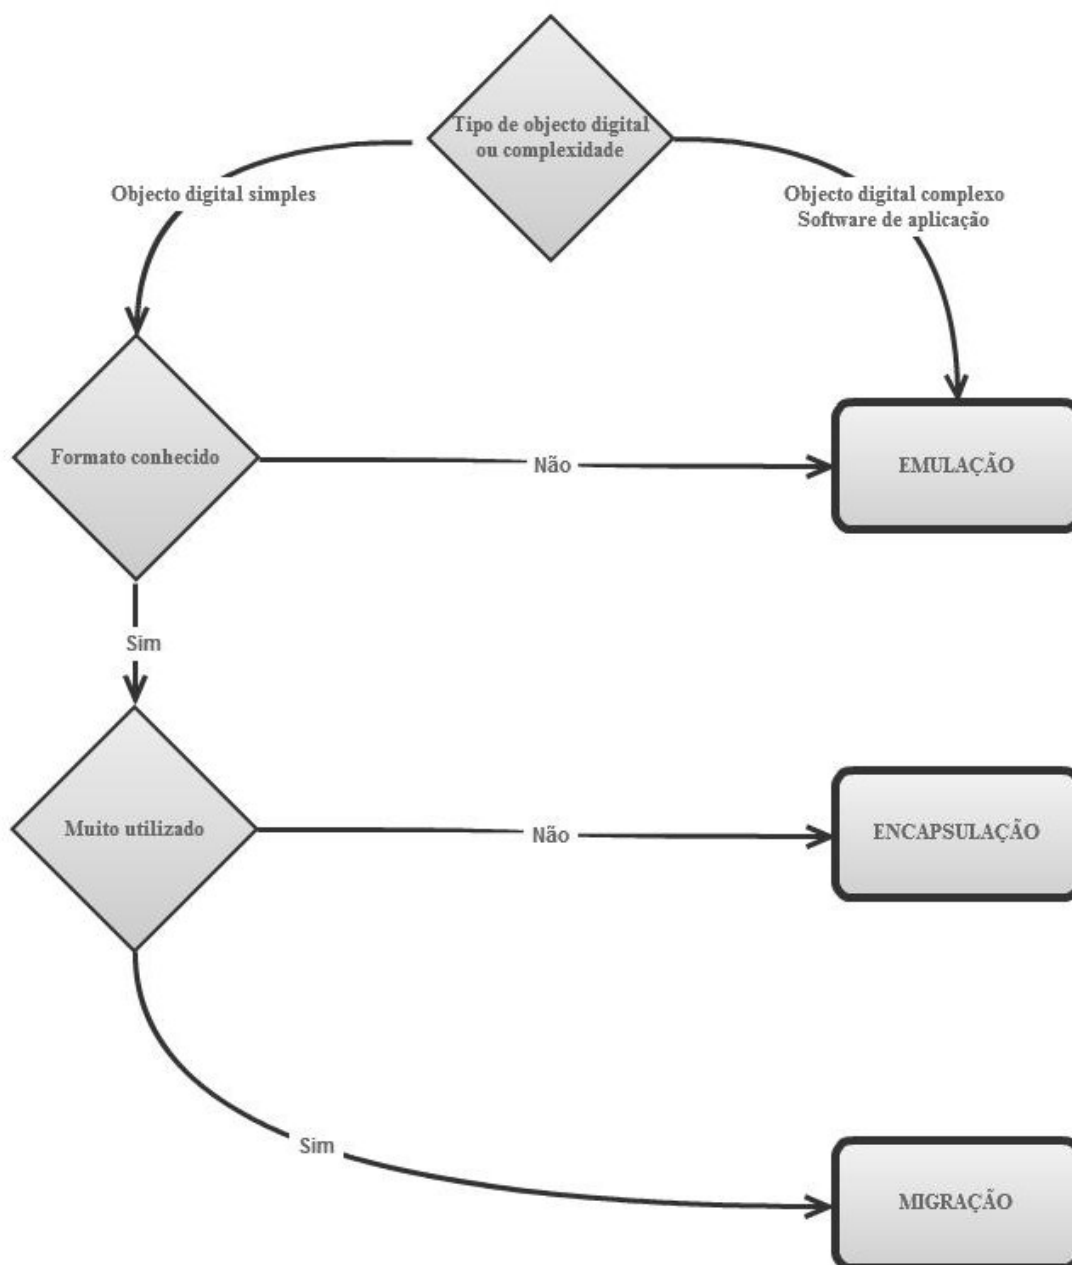 Tipo de objecto digital
ou complexidade
Objecto digital simples
Objecto digital complexo
Software de aplicação
Formato conhecido
Não
EMULAÇÃO
Sim
Muito utilizado
Não
ENCAPSULAÇÃO
Sim
MIGRAÇÃO